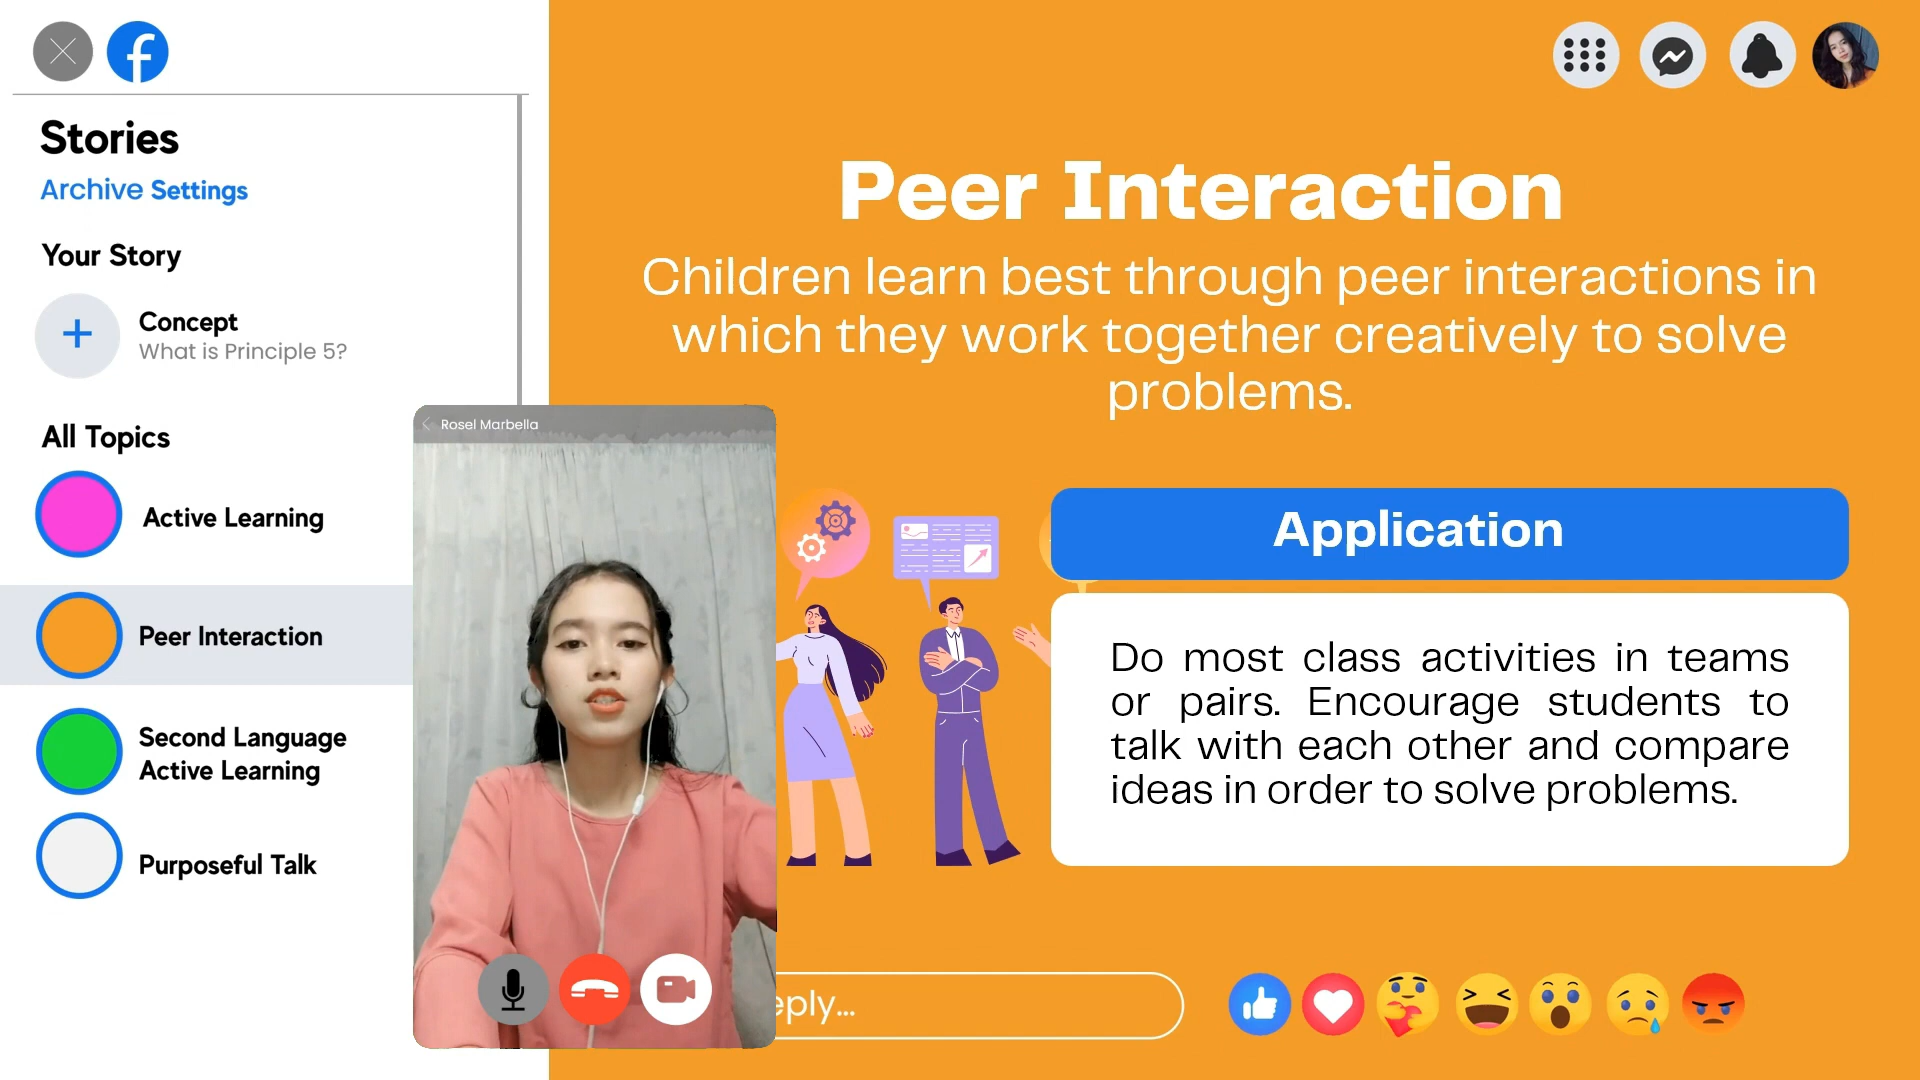 Stories
Archive Settings
Your Story
Concept
What is Principle 5?
All Topics
Active Learning
Peer Interaction
Second Language
Active Learning
Purposeful Talk
Rosel Marbella
Peer Interaction
Children learn best through peer interactions in
which they work together creatively to solve
problems.
Application
Do most class activities in teams
or pairs. Encourage students to
talk with each other and compare
ideas in order to solve problems.
eply...